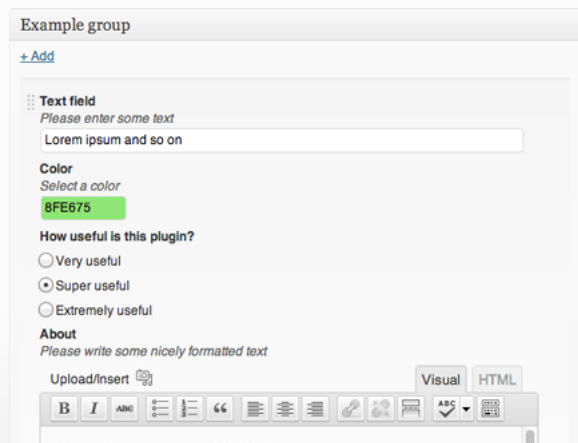 Example group
+ Add
Text field
Please enter some text
Lorem ipsum and so on
Color
Select a color
8FE675
How useful is this plugin?
Very useful
Super useful
Extremely useful
About
Please write some nicely formatted text
Upload/Insert Visual HTML
B I ABC ABC